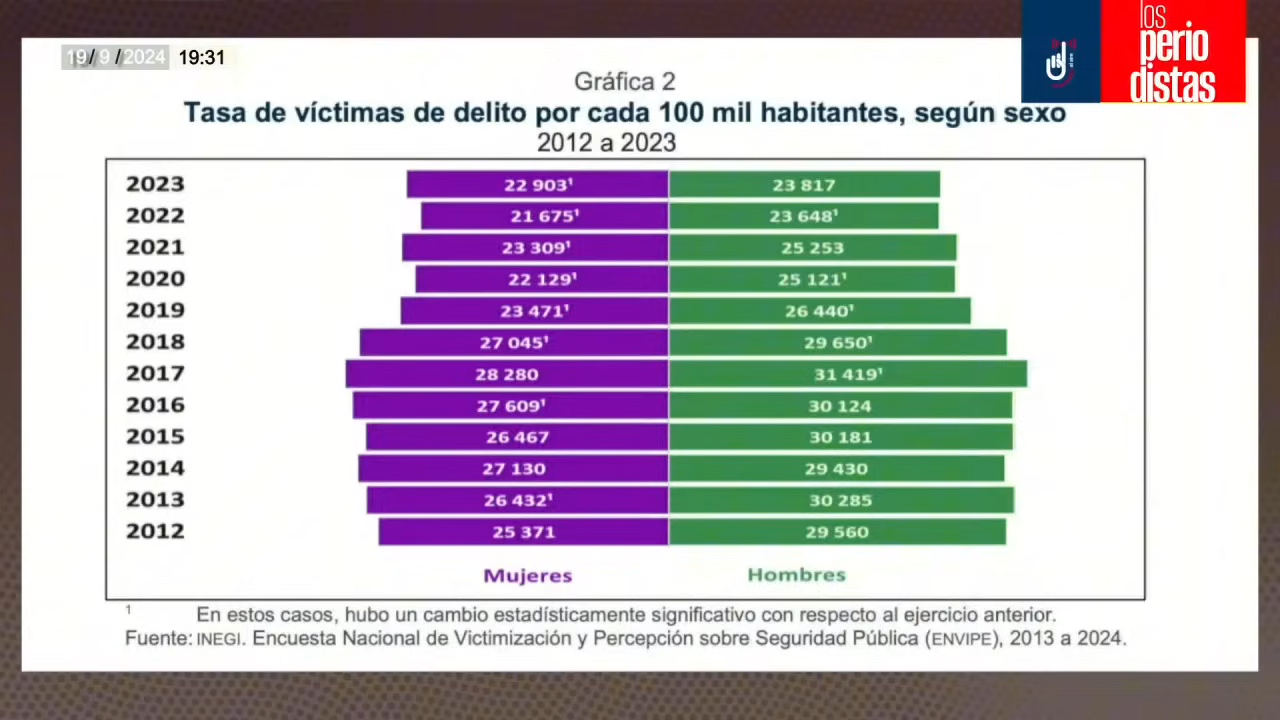 los
perio
distas
19/ 9 /2024 19:31
Gráfica 2
Tasa de víctimas de delito por cada 100 mil habitantes, según sexo
2012 a 2023
2023 22 903¹ 23 817
2022 21 675¹ 23 648¹
2021 23 309¹ 25 253
2020 22 129¹ 25 121¹
2019 23 471¹ 26 440¹
2018 27 045¹ 29 650¹
2017 28 280 31 419¹
2016 27 609¹ 30 124
2015 26 467 30 181
2014 27 130 29 430
2013 26 432¹ 30 285
2012 25 371 29 560
Mujeres Hombres
¹ En estos casos, hubo un cambio estadísticamente significativo con respecto al ejercicio anterior.
Fuente: INEGI. Encuesta Nacional de Victimización y Percepción sobre Seguridad Pública (ENVIPE), 2013 a 2024.